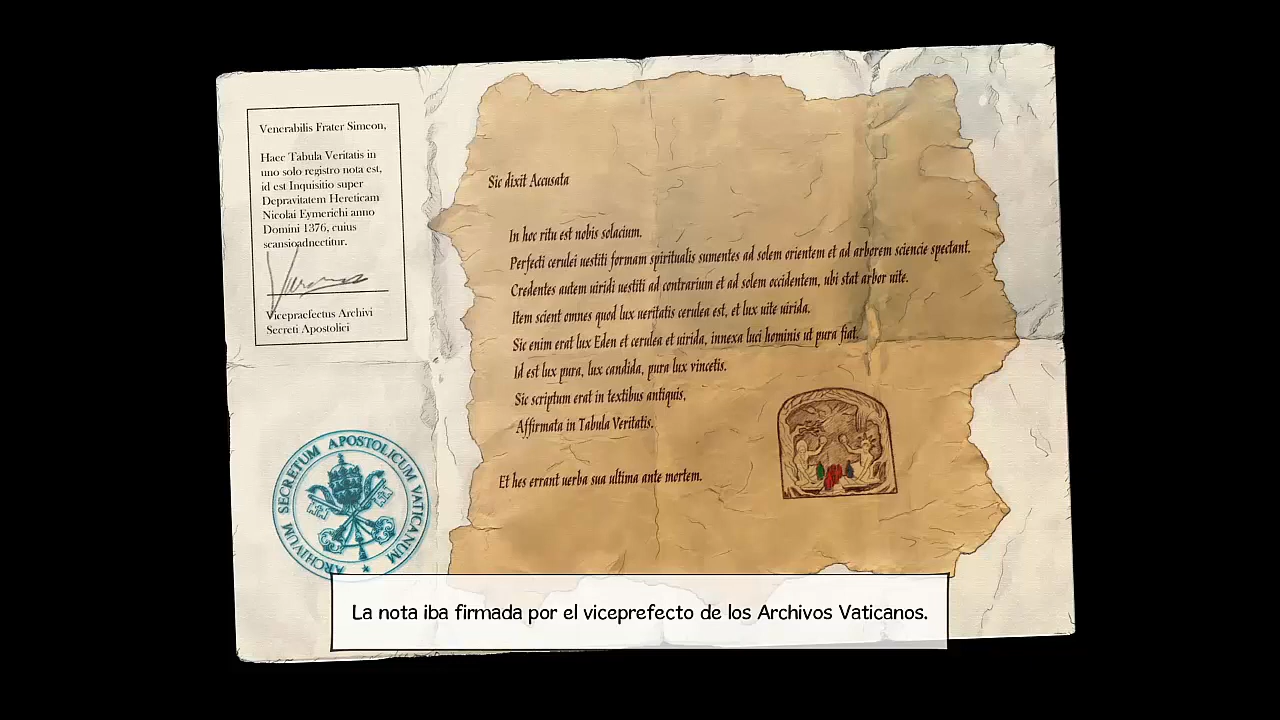 Venerabilis Frater Simeon,
Haec Tabula Veritatis in
uno solo registro nota est,
id est Inquisitio super
Depravitatem Hereticam
Nicolai Eymerichi anno
Domini 1376, cuius
scansioadnectitur.
Vicepraefectus Archivi
Secreti Apostolici
ARCHIVUM SECRETUM APOSTOLICUM VATICANUM
Sic dixit Accusata
In hoc ritu est nobis solacium.
Perfecti cerulei uestiti formam spiritualis sumentes ad solem orientem et ad arborem sciencie spectant.
Credentes autem uiridi uestiti ad contrarium et ad solem occidentem, ubi stat arbor uite.
Item scient omnes quod lux ueritatis cerulea est, et lux uite uirida.
Sic enim erat lux Eden et cerulea et uirida, innexa luci hominis ut pura fiat.
Id est lux pura, lux candida, pura lux vincetis.
Sic scriptum erat in textibus antiquis,
Affirmata in Tabula Veritatis.
Et hes errant uerba sua ultima ante mortem.
La nota iba firmada por el viceprefecto de los Archivos Vaticanos.